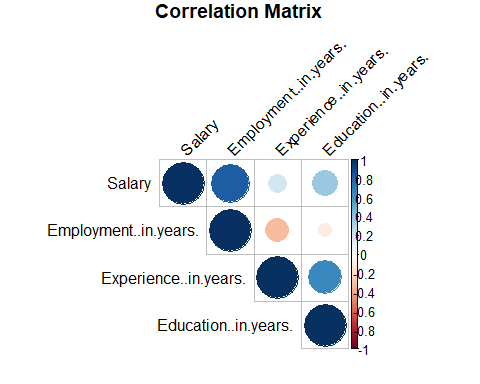 Correlation Matrix
Salary
Employment..in.years.
Experience..in.years.
Education..in.years.
Salary
Employment..in.years.
Experience..in.years.
Education..in.years.
1
0.8
0.6
0.4
0.2
0
-0.2
-0.4
-0.6
-0.8
-1